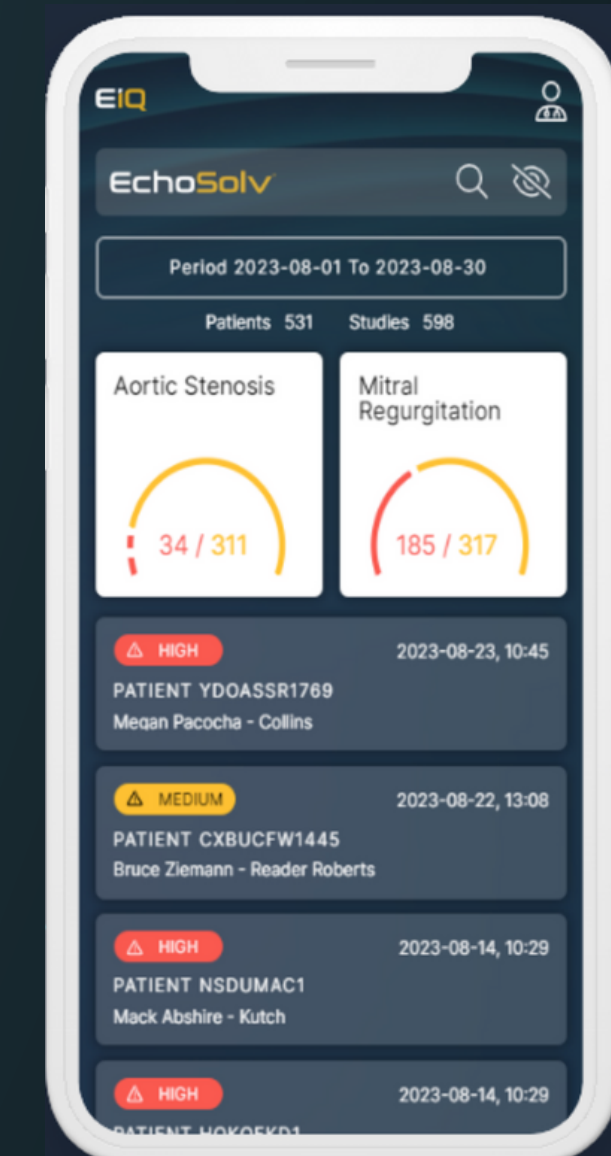 EiQ
EchoSolv
Period 2023-08-01 To 2023-08-30
Patients 531 Studies 598
Aortic Stenosis
34 / 311
Mitral
Regurgitation
185 / 317
HIGH 2023-08-23, 10:45
PATIENT YDOASSR1769
Megan Pacocha - Collins
MEDIUM 2023-08-22, 13:08
PATIENT CXBUCFW1445
Bruce Ziemann - Reader Roberts
HIGH 2023-08-14, 10:29
PATIENT NSDUMAC1
Mack Abshire - Kutch
HIGH 2023-08-14, 10:29
PATIENT